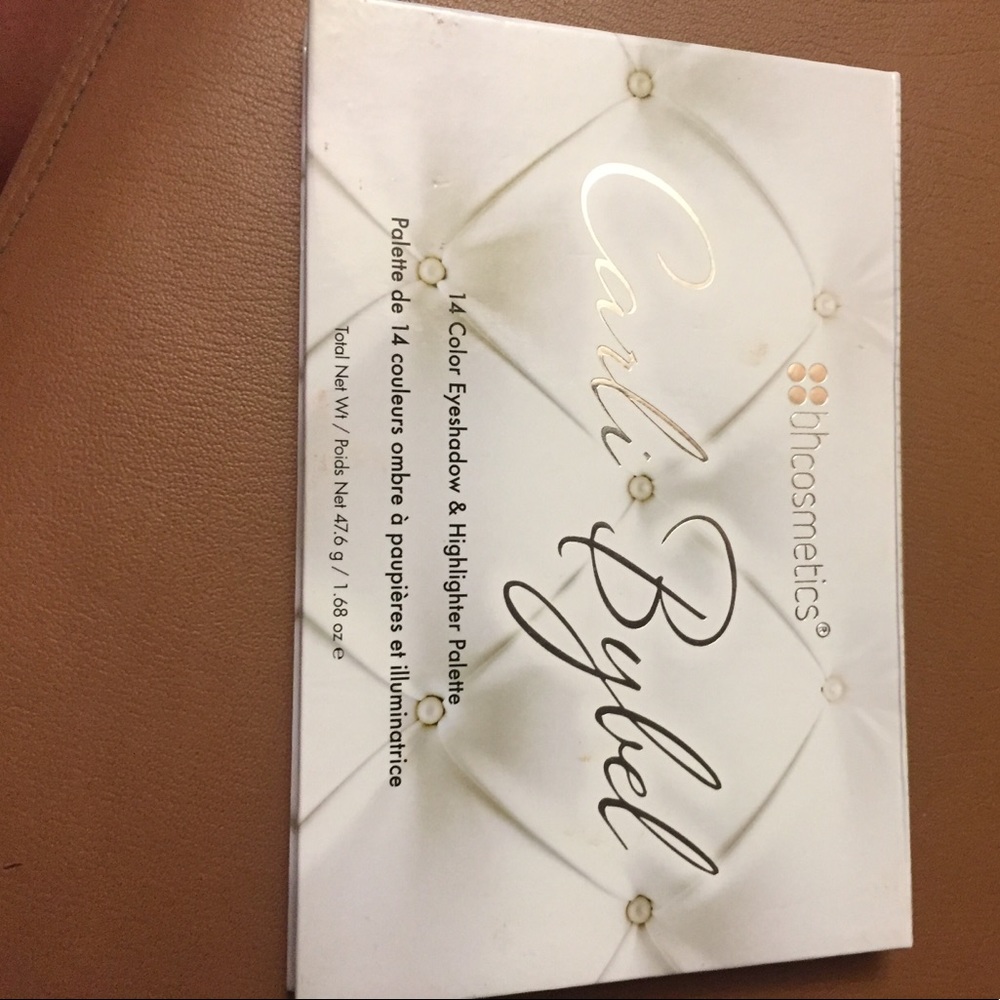 bhcosmetics®
Carli Bybel
14 Color Eyeshadow & Highlighter Palette
Palette de 14 couleurs ombre à paupières et illuminatrice
Total Net Wt / Poids Net 47.6 g / 1.68 oz ℮